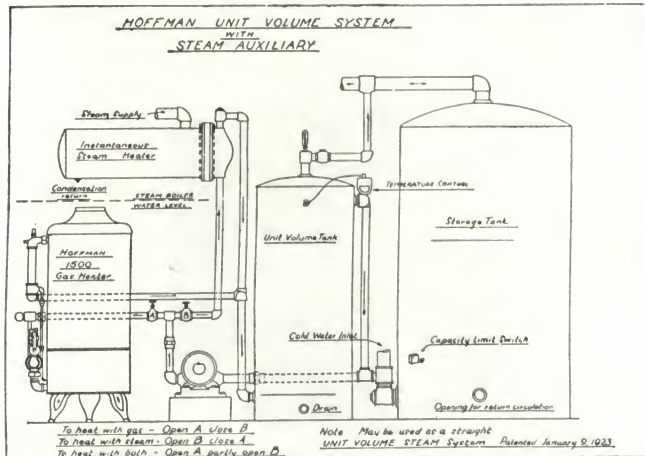 HOFFMAN UNIT VOLUME SYSTEM
WITH
STEAM AUXILIARY
Steam Supply
Instantaneous
Steam Heater
Condensation
return
STEAM BOILER
WATER LEVEL
HOFFMAN
1500
Gas Heater
A
B
Unit Volume Tank
TEMPERATURE CONTROL
Storage Tank
Cold Water Inlet
Capacity Limit Switch
Drain
Opening for return circulation
To heat with gas - Open A close B
To heat with steam - Open B close A
To heat with both - Open A partly open B
Note May be used as a straight
UNIT VOLUME STEAM System Patented January 9, 1923